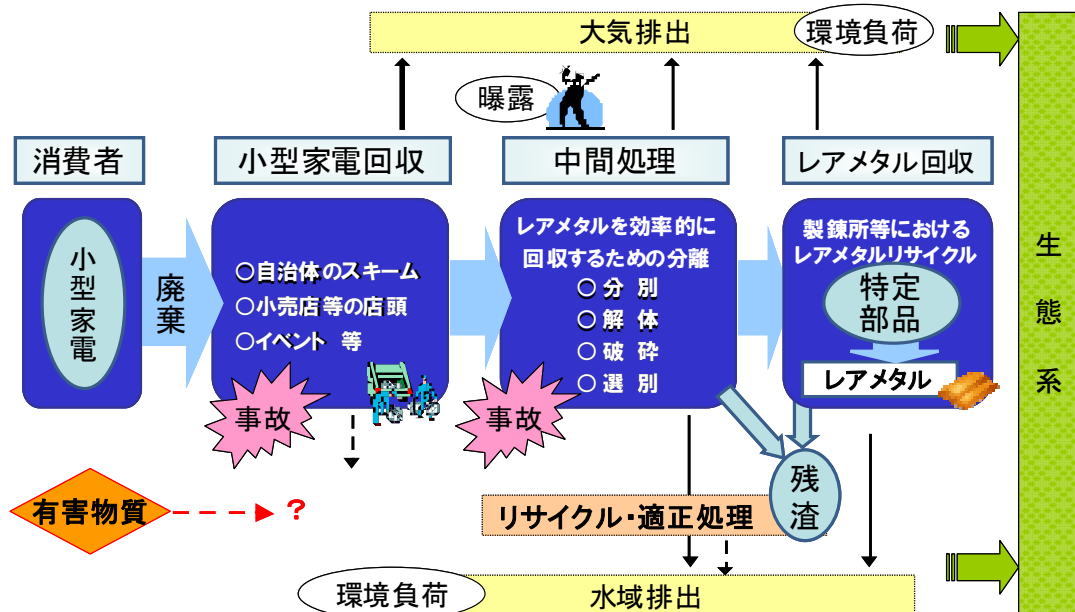 大気排出
環境負荷
曝露
消費者
小型家電回収
中間処理
レアメタル回収
小型家電
廃棄
○自治体のスキーム
○小売店等の店頭
○イベント 等
事故
レアメタルを効率的に
回収するための分離
○ 分 別
○ 解 体
○ 破 砕
○ 選 別
事故
製錬所等における
レアメタルリサイクル
特定
部品
レアメタル
生態系
有害物質
?
リサイクル・適正処理
残渣
環境負荷
水域排出